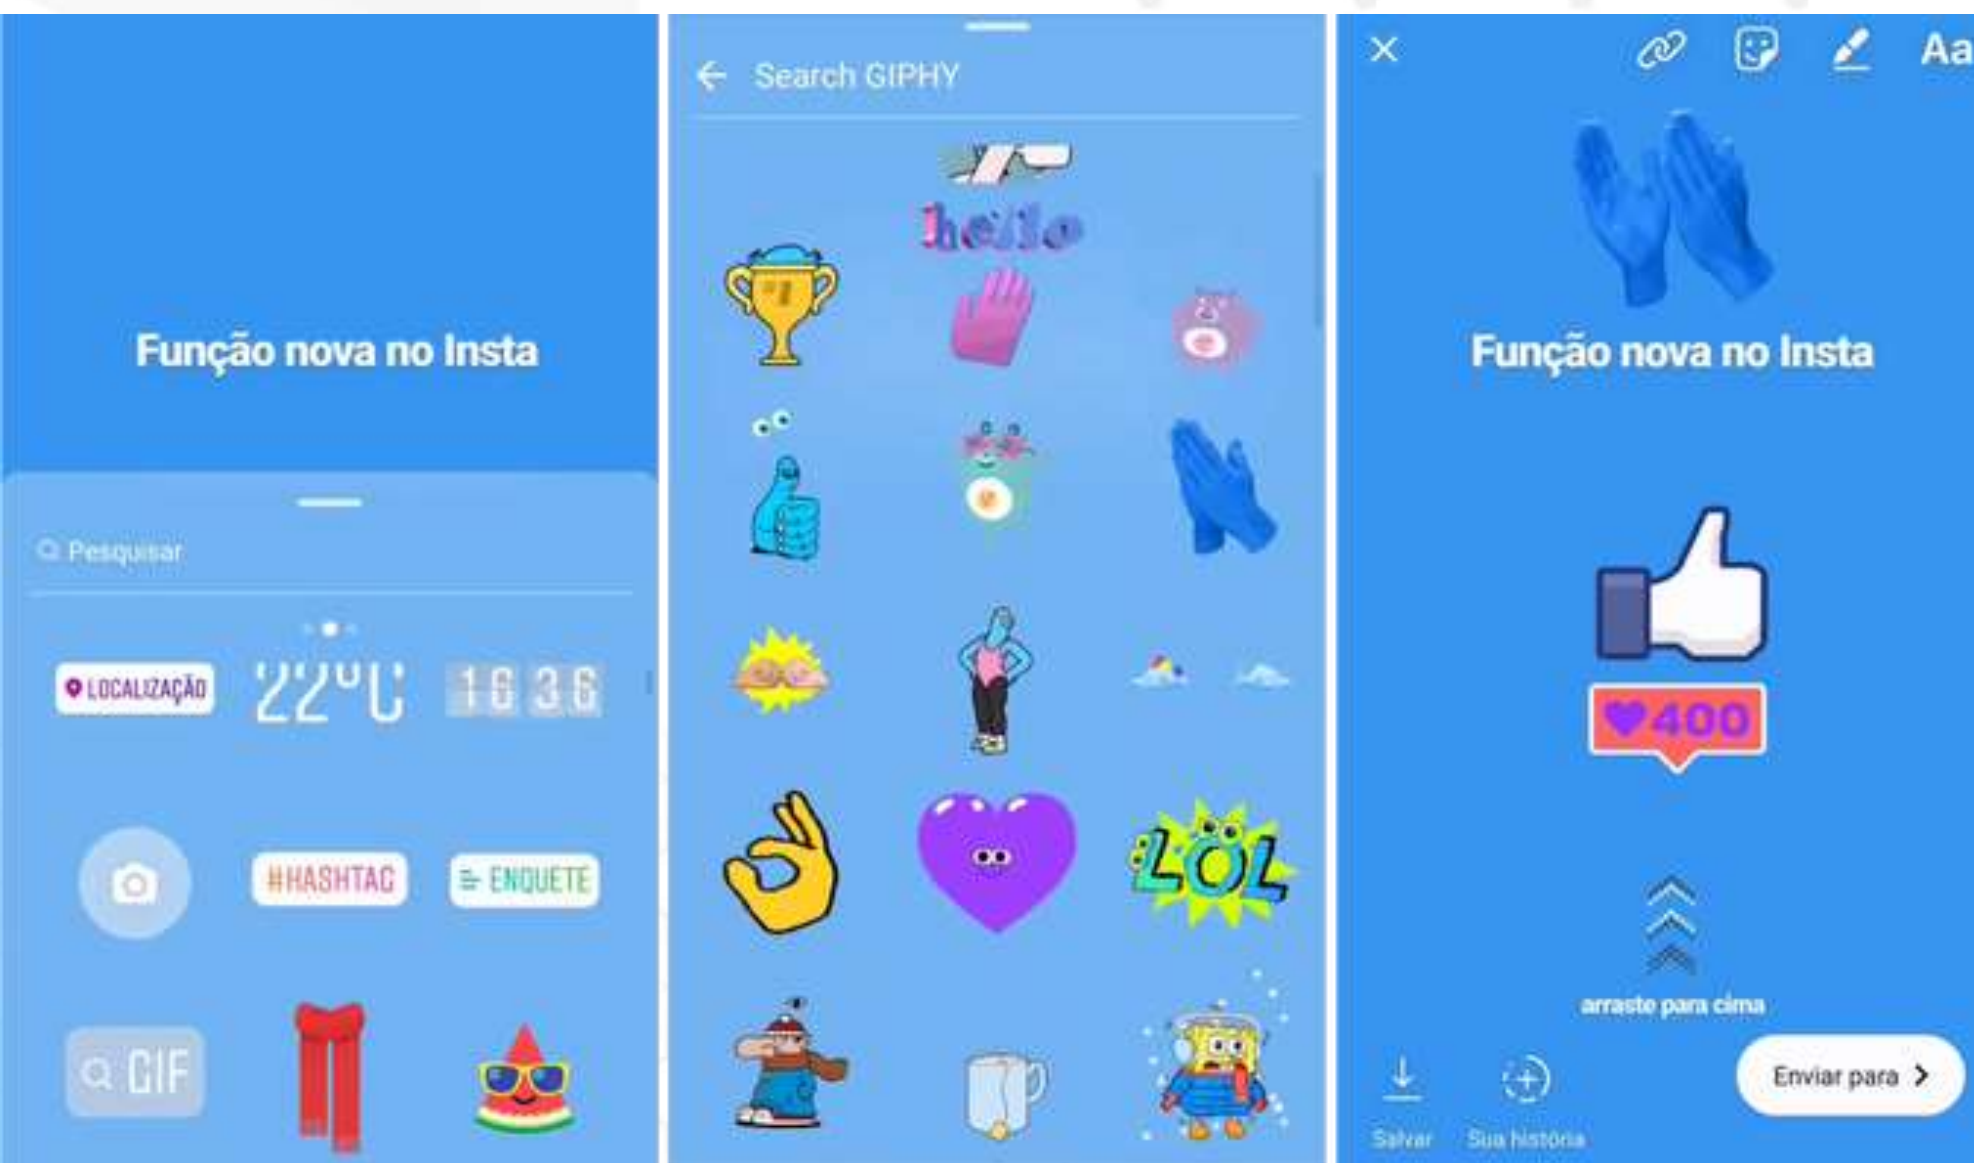 Função nova no Insta
Pesquisar
LOCALIZAÇÃO
22°C
16 36
#HASHTAG
ENQUETE
GIF
Search GIPHY
hello
#1
LOL
Aa
Função nova no Insta
400
arraste para cima
Enviar para
Salvar
Sua história